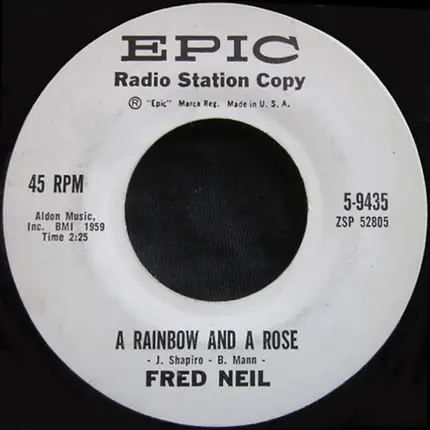 EPIC
Radio Station Copy
® "Epic" Marca Reg. Made in U. S. A.
45 RPM
Aldon Music,
Inc. BMI 1959
Time 2:25
5-9435
ZSP 52805
A RAINBOW AND A ROSE
- J. Shapiro - B. Mann -
FRED NEIL